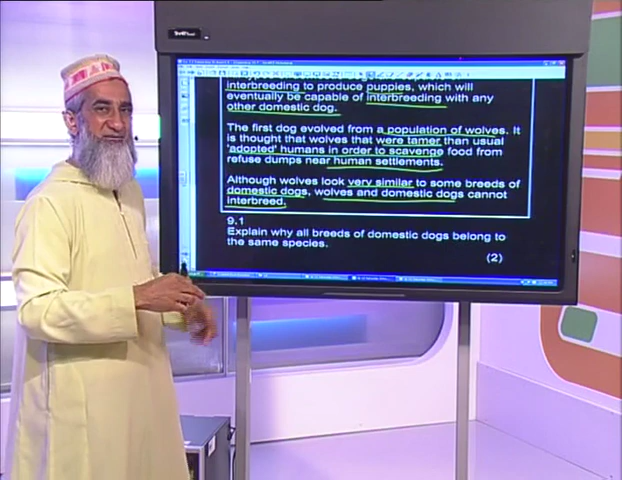 interbreeding to produce puppies, which will
eventually be capable of interbreeding with any
other domestic dog.
The first dog evolved from a population of wolves. It
is thought that wolves that were tamer than usual
'adopted' humans in order to scavenge food from
refuse dumps near human settlements.
Although wolves look very similar to some breeds of
domestic dogs, wolves and domestic dogs cannot
interbreed.
9.1
Explain why all breeds of domestic dogs belong to
the same species.
(2)